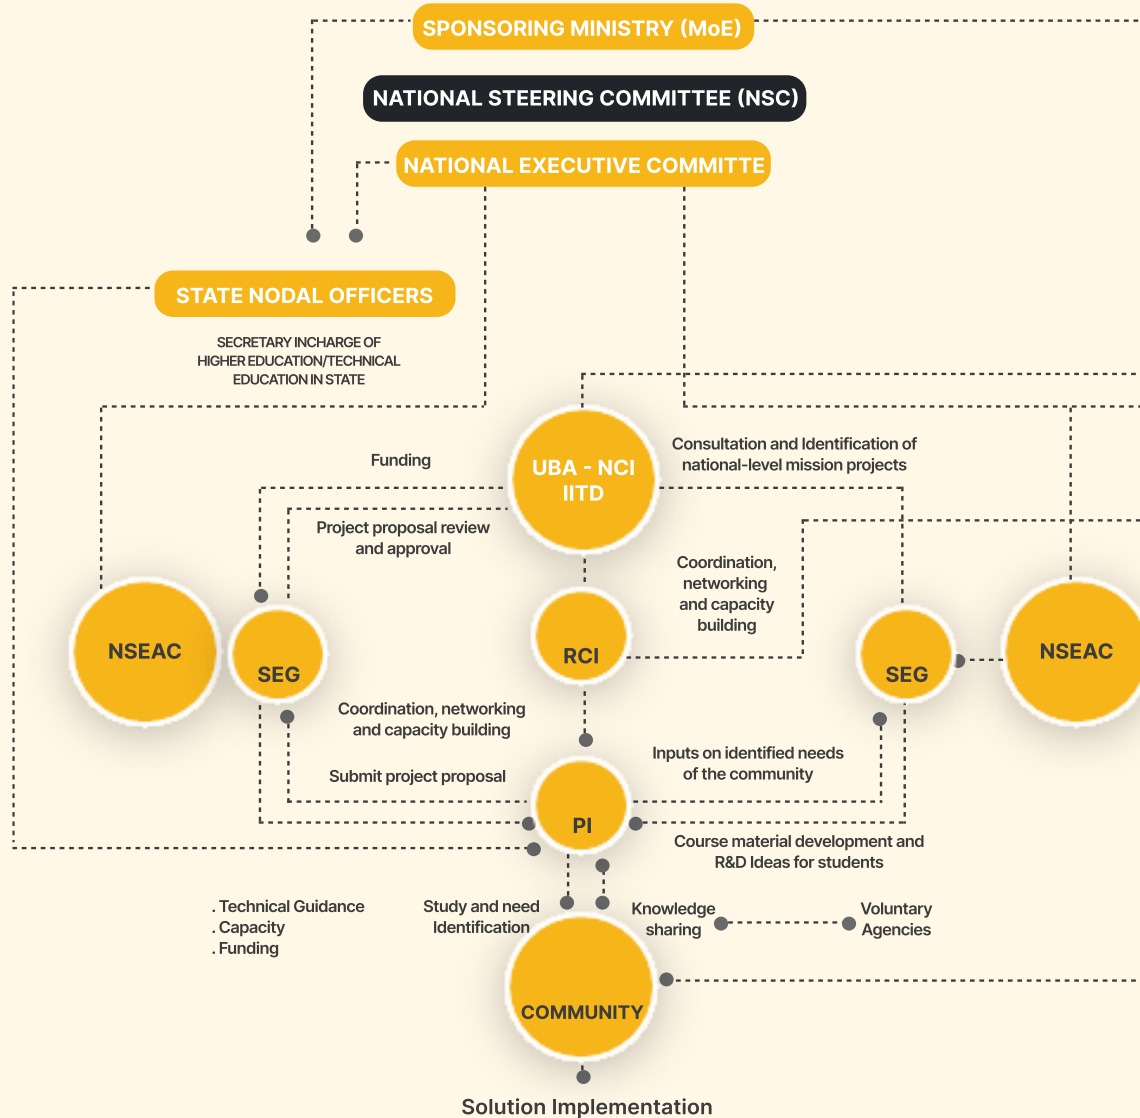 SPONSORING MINISTRY (MoE)
NATIONAL STEERING COMMITTEE (NSC)
NATIONAL EXECUTIVE COMMITTE
STATE NODAL OFFICERS
SECRETARY INCHARGE OF
HIGHER EDUCATION/TECHNICAL
EDUCATION IN STATE
UBA - NCI
IITD
Consultation and Identification of
national-level mission projects
Funding
Project proposal review
and approval
Coordination,
networking
and capacity
building
NSEAC
SEG
RCI
SEG
NSEAC
Coordination, networking
and capacity building
Submit project proposal
Inputs on identified needs
of the community
PI
Course material development and
R&D Ideas for students
. Technical Guidance
. Capacity
. Funding
Study and need
Identification
Knowledge
sharing
Voluntary
Agencies
COMMUNITY
Solution Implementation